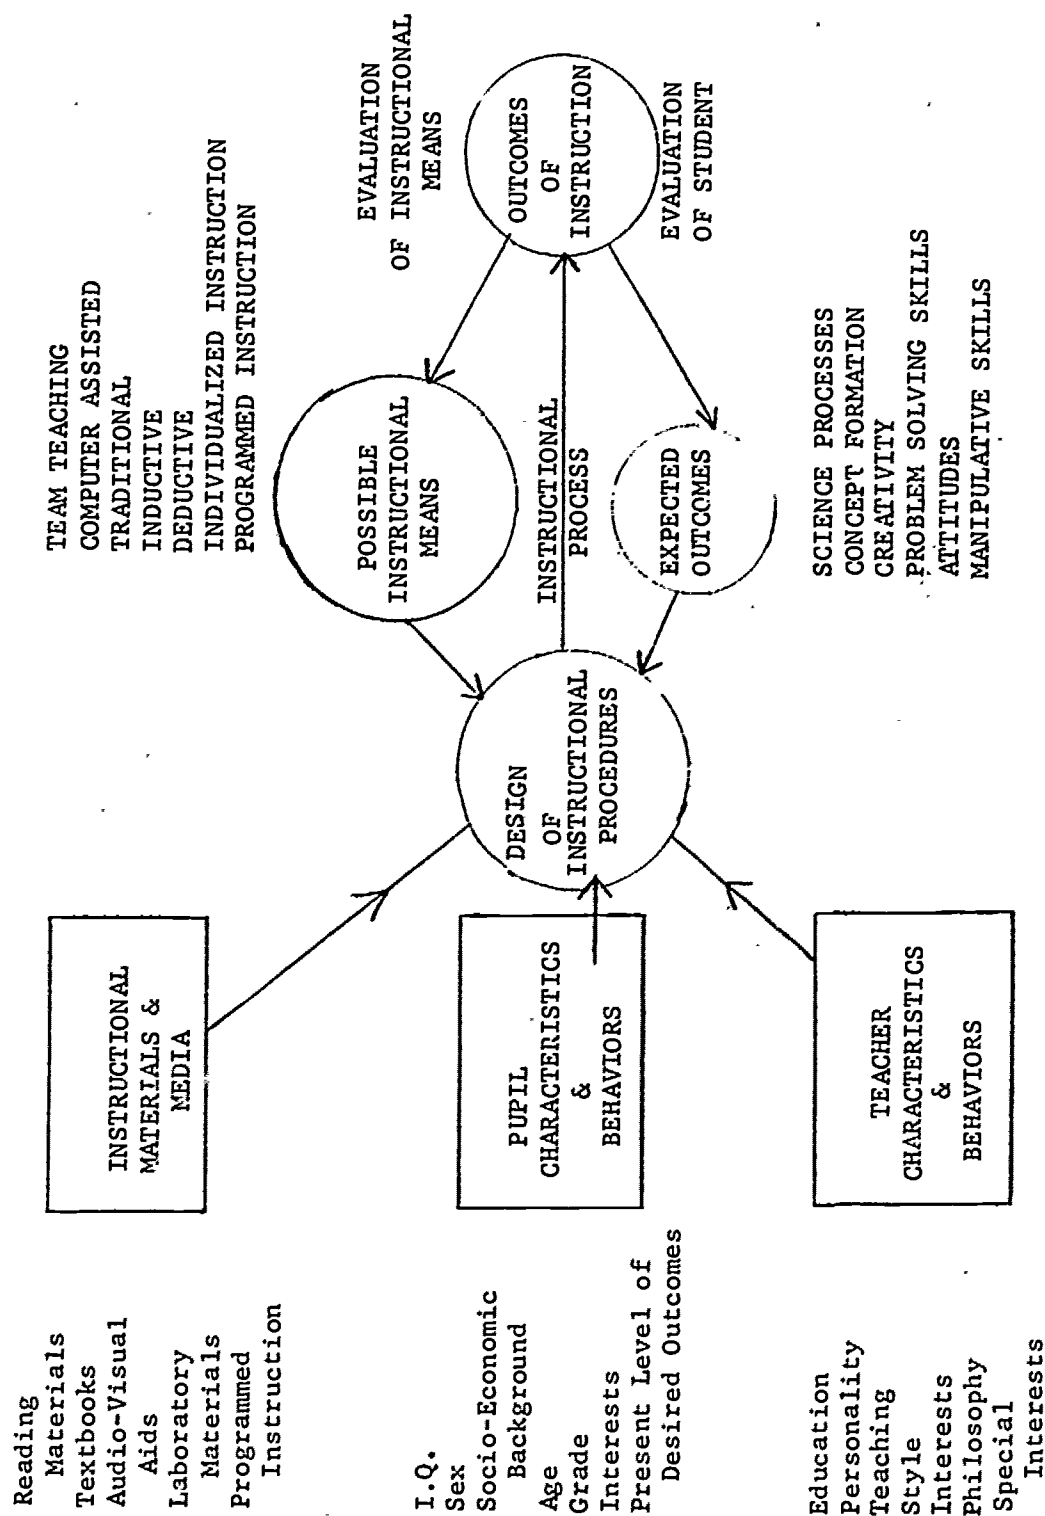 Reading
Materials
Textbooks
Audio-Visual
Aids
Laboratory
Materials
Programmed
Instruction
INSTRUCTIONAL
MATERIALS &
MEDIA
TEAM TEACHING
COMPUTER ASSISTED
TRADITIONAL
INDUCTIVE
DEDUCTIVE
INDIVIDUALIZED INSTRUCTION
PROGRAMMED INSTRUCTION
POSSIBLE
INSTRUCTIONAL
MEANS
EVALUATION
OF INSTRUCTIONAL
MEANS
I.Q.
Sex
Socio-Economic
Background
Age
Grade
Interests
Present Level of
Desired Outcomes
PUPIL
CHARACTERISTICS
&
BEHAVIORS
DESIGN
OF
INSTRUCTIONAL
PROCEDURES
INSTRUCTIONAL
PROCESS
OUTCOMES
OF
INSTRUCTION
EXPECTED
OUTCOMES
EVALUATION
OF STUDENT
Education
Personality
Teaching
Style
Interests
Philosophy
Special
Interests
TEACHER
CHARACTERISTICS
&
BEHAVIORS
SCIENCE PROCESSES
CONCEPT FORMATION
CREATIVITY
PROBLEM SOLVING SKILLS
ATTITUDES
MANIPULATIVE SKILLS